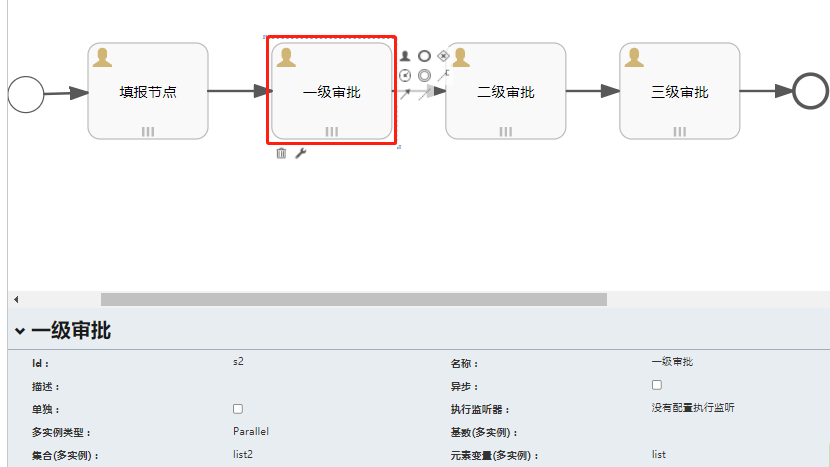 填报节点
一级审批
二级审批
三级审批
一级审批
Id： s2 名称： 一级审批
描述： 异步：
单独： 执行监听器： 没有配置执行监听
多实例类型： Parallel 基数(多实例)：
集合(多实例)： list2 元素变量(多实例)： list